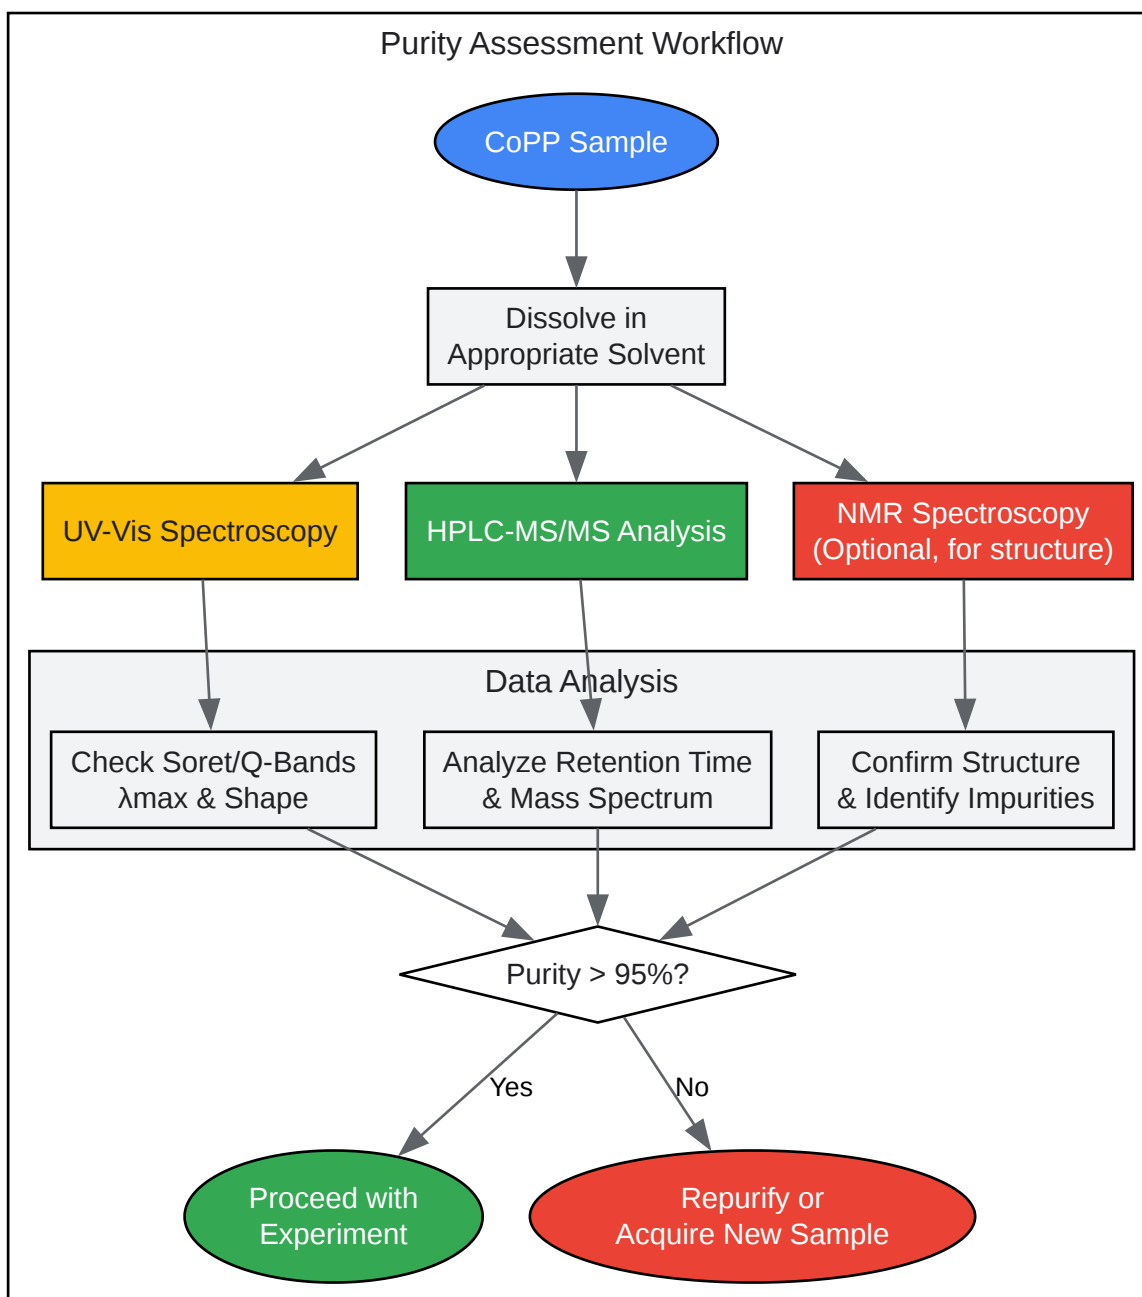 Purity Assessment Workflow
CoPP Sample
Dissolve in
Appropriate Solvent
UV-Vis Spectroscopy
HPLC-MS/MS Analysis
NMR Spectroscopy
(Optional, for structure)
Data Analysis
Check Soret/Q-Bands
λmax & Shape
Analyze Retention Time
& Mass Spectrum
Confirm Structure
& Identify Impurities
Purity > 95%?
Yes
No
Proceed with
Experiment
Repurify or
Acquire New Sample